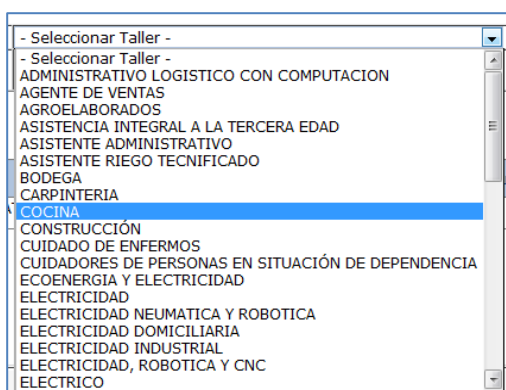 - Seleccionar Taller -
- Seleccionar Taller -
ADMINISTRATIVO LOGISTICO CON COMPUTACION
AGENTE DE VENTAS
AGROELABORADOS
ASISTENCIA INTEGRAL A LA TERCERA EDAD
ASISTENTE ADMINISTRATIVO
ASISTENTE RIEGO TECNIFICADO
BODEGA
CARPINTERIA
COCINA
CONSTRUCCIÓN
CUIDADO DE ENFERMOS
CUIDADORES DE PERSONAS EN SITUACIÓN DE DEPENDENCIA
ECOENERGIA Y ELECTRICIDAD
ELECTRICIDAD
ELECTRICIDAD NEUMATICA Y ROBOTICA
ELECTRICIDAD DOMICILIARIA
ELECTRICIDAD INDUSTRIAL
ELECTRICIDAD, ROBOTICA Y CNC
ELECTRICO